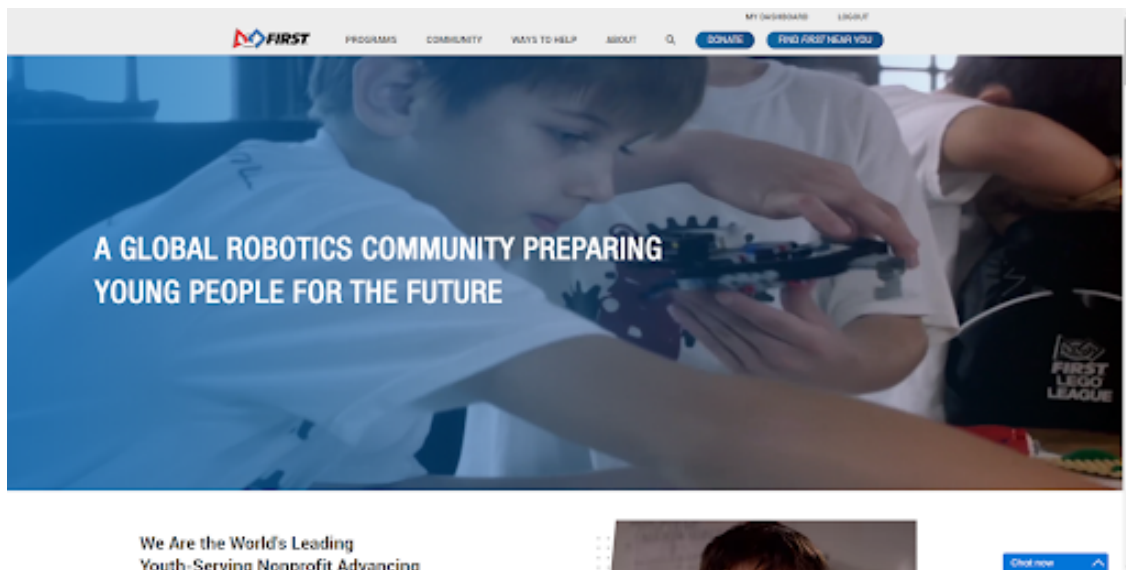 MY DASHBOARD LOGOUT
FIRST PROGRAMS COMMUNITY WAYS TO HELP ABOUT DONATE FIND FIRST NEAR YOU
A GLOBAL ROBOTICS COMMUNITY PREPARING
YOUNG PEOPLE FOR THE FUTURE
FIRST
LEGO
LEAGUE
We Are the World's Leading
Youth-Serving Nonprofit Advancing
Chat now